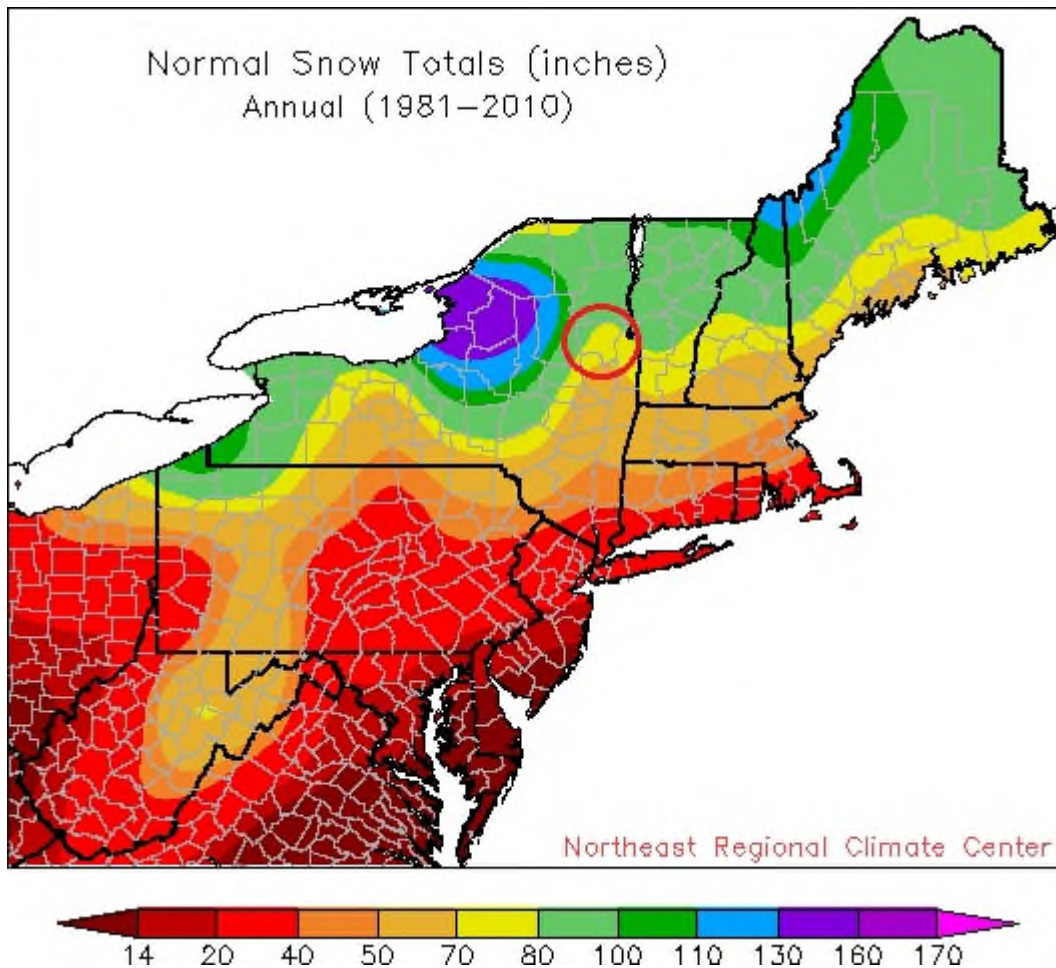 Normal Snow Totals (inches)
Annual (1981–2010)
Northeast Regional Climate Center
14 20 40 50 70 80 100 110 130 160 170